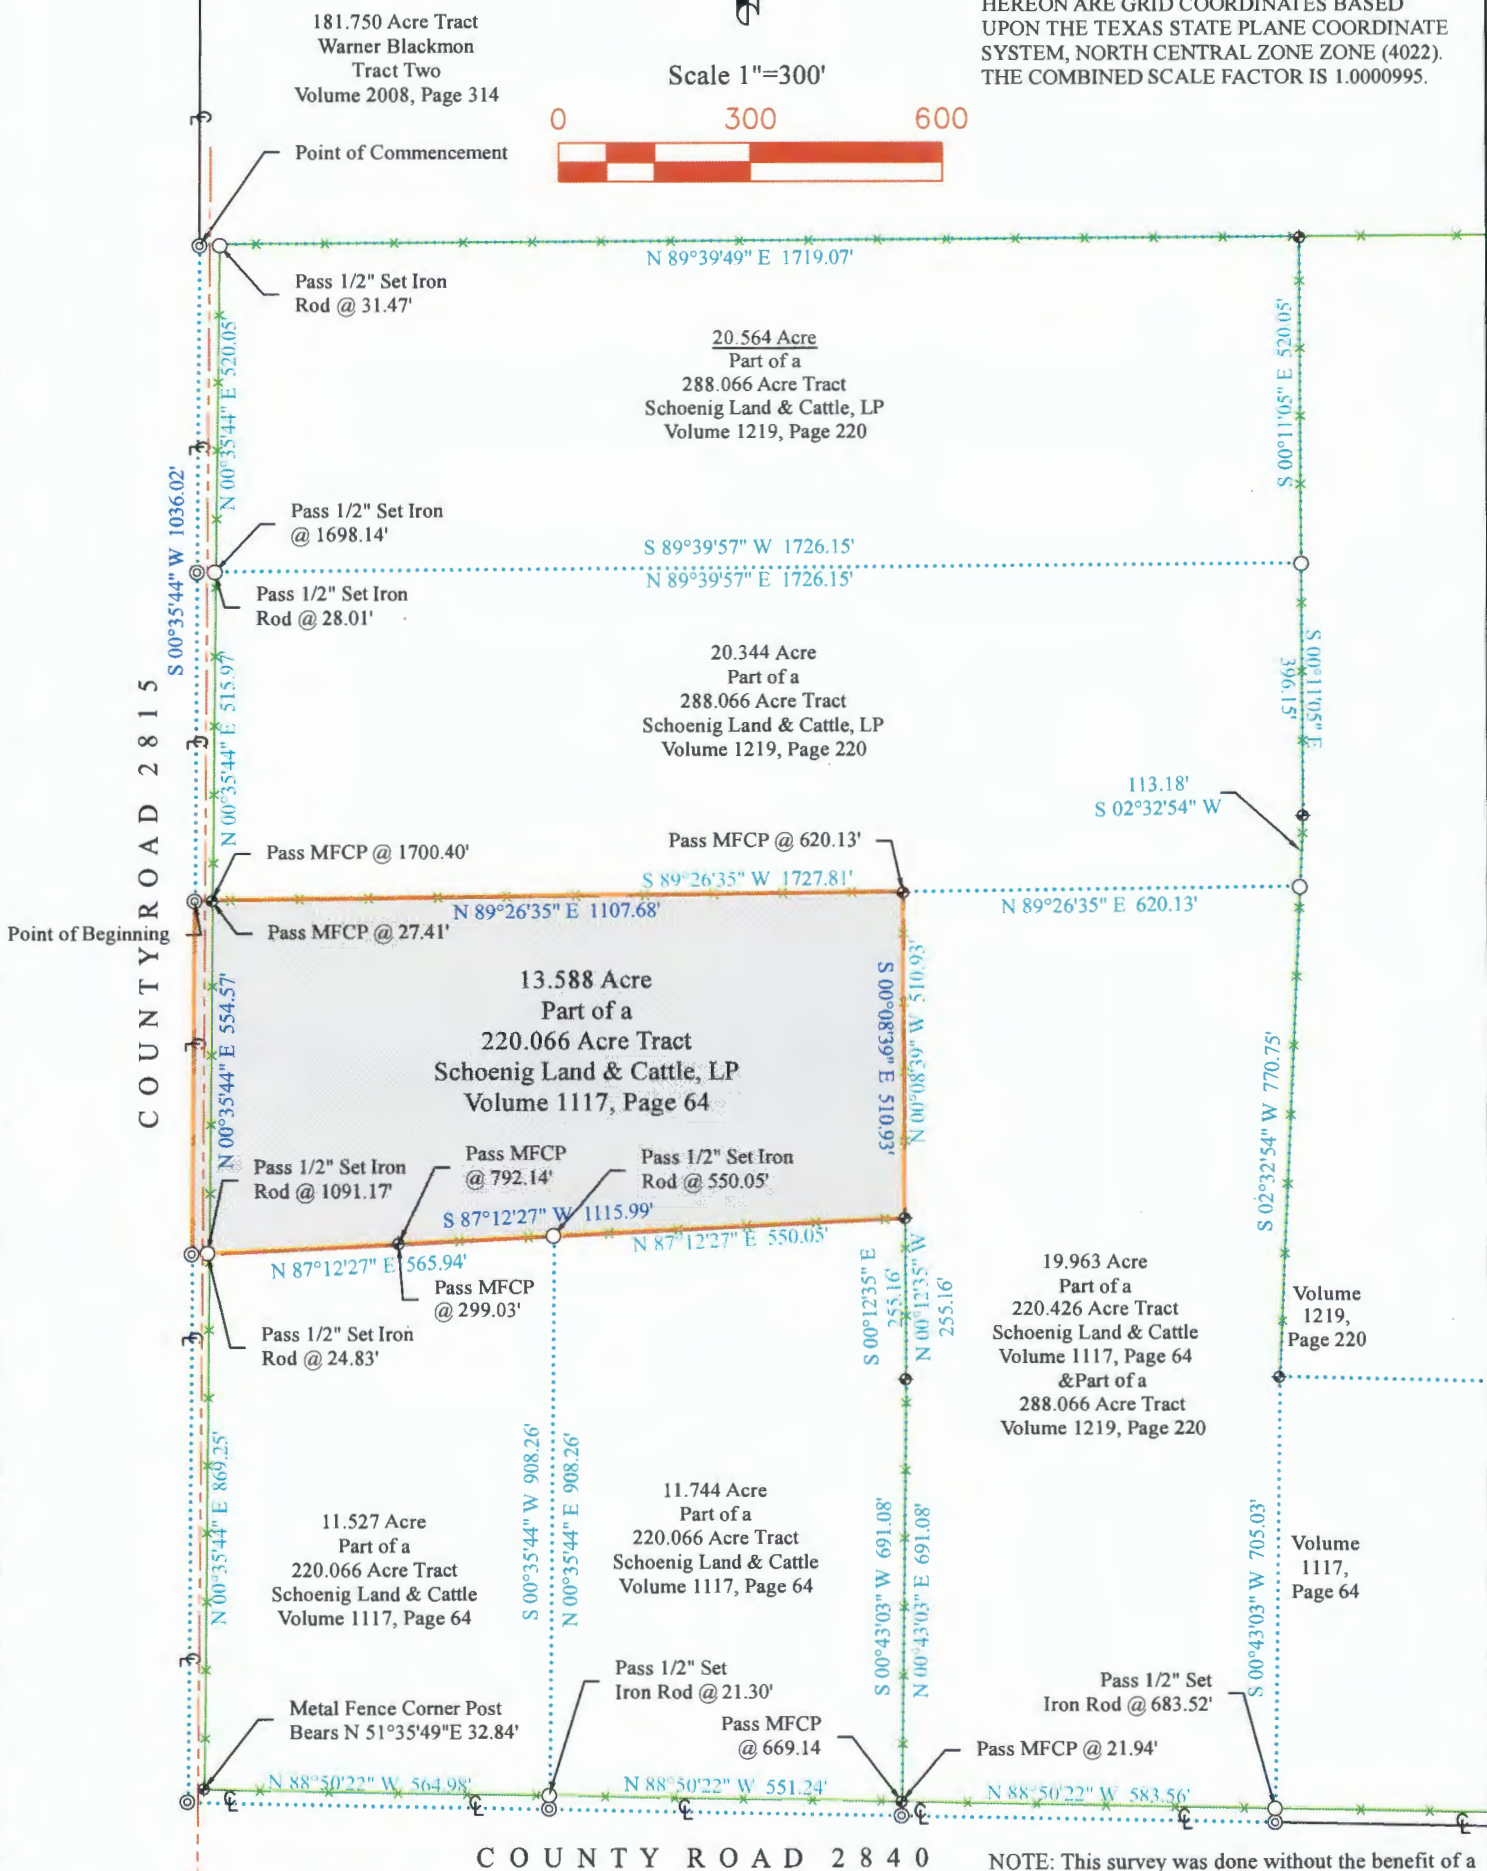 181.750 Acre Tract
Warner Blackmon
Tract Two
Volume 2008, Page 314
Scale 1"=300'
0 300 600
HEREON ARE GRID COORDINATES BASED
UPON THE TEXAS STATE PLANE COORDINATE
SYSTEM, NORTH CENTRAL ZONE ZONE (4022).
THE COMBINED SCALE FACTOR IS 1.0000995.
Point of Commencement
N 89°39'49" E 1719.07'
Pass 1/2" Set Iron
Rod @ 31.47'
N 00°35'44" E 520.05'
20.564 Acre
Part of a
288.066 Acre Tract
Schoenig Land & Cattle, LP
Volume 1219, Page 220
S 00°11'05" E 520.05'
S 00°35'44" W 1036.02'
Pass 1/2" Set Iron
@ 1698.14'
S 89°39'57" W 1726.15'
N 89°39'57" E 1726.15'
Pass 1/2" Set Iron
Rod @ 28.01'
N 00°35'44" E 515.97'
20.344 Acre
Part of a
288.066 Acre Tract
Schoenig Land & Cattle, LP
Volume 1219, Page 220
S 00°11'05" E
396.15'
113.18'
S 02°32'54" W
COUNTY ROAD 2815
Pass MFCP @ 1700.40'
Pass MFCP @ 620.13'
S 89°26'35" W 1727.81'
N 89°26'35" E 1107.68'
N 89°26'35" E 620.13'
Point of Beginning
Pass MFCP @ 27.41'
N 00°35'44" E 554.57'
13.588 Acre
Part of a
220.066 Acre Tract
Schoenig Land & Cattle, LP
Volume 1117, Page 64
S 00°08'39" E 510.93'
N 00°08'39" W 510.93'
S 02°32'54" W 770.75'
Pass 1/2" Set Iron
Rod @ 1091.17'
Pass MFCP
@ 792.14'
Pass 1/2" Set Iron
Rod @ 550.05'
S 87°12'27" W 1115.99'
N 87°12'27" E 565.94'
N 87°12'27" E 550.05'
Pass MFCP
@ 299.03'
Pass 1/2" Set Iron
Rod @ 24.83'
S 00°12'35" E
255.16'
N 00°12'35" W
255.16'
19.963 Acre
Part of a
220.426 Acre Tract
Schoenig Land & Cattle
Volume 1117, Page 64
&Part of a
288.066 Acre Tract
Volume 1219, Page 220
Volume
1219,
Page 220
N 00°35'44" E 869.25'
11.527 Acre
Part of a
220.066 Acre Tract
Schoenig Land & Cattle
Volume 1117, Page 64
S 00°35'44" W 908.26'
N 00°35'44" E 908.26'
11.744 Acre
Part of a
220.066 Acre Tract
Schoenig Land & Cattle
Volume 1117, Page 64
S 00°43'03" W 691.08'
N 00°43'03" E 691.08'
S 00°43'03" W 705.03'
Volume
1117,
Page 64
Metal Fence Corner Post
Bears N 51°35'49"E 32.84'
Pass 1/2" Set
Iron Rod @ 21.30'
Pass MFCP
@ 669.14
Pass MFCP @ 21.94'
Pass 1/2" Set
Iron Rod @ 683.52'
N 88°50'22" W 564.98'
N 88°50'22" W 551.24'
N 88°50'22" W 583.56'
COUNTY ROAD 2840
NOTE: This survey was done without the benefit of a